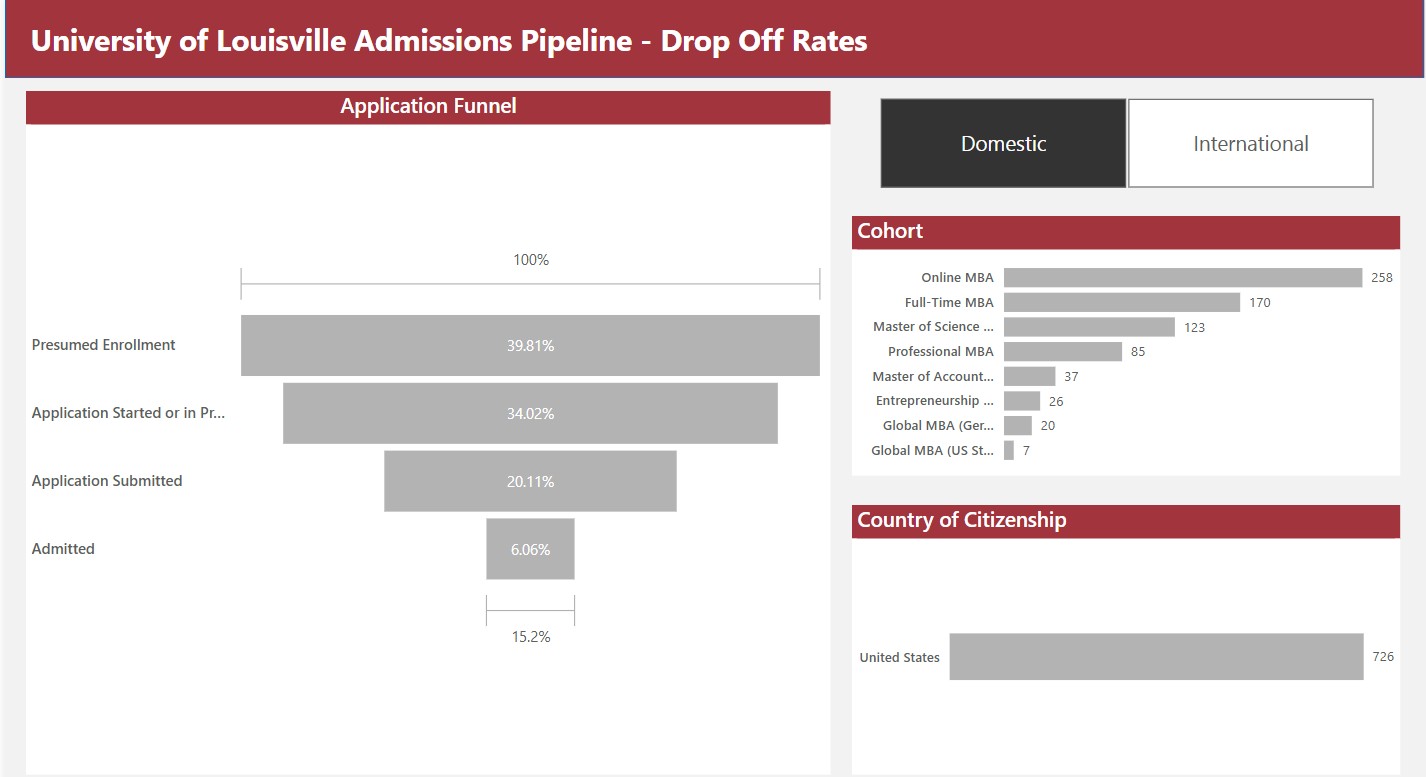 University of Louisville Admissions Pipeline - Drop Off Rates
Application Funnel
100%
Presumed Enrollment 39.81%
Application Started or in Pr... 34.02%
Application Submitted 20.11%
Admitted 6.06%
15.2%
Domestic International
Cohort
Online MBA 258
Full-Time MBA 170
Master of Science ... 123
Professional MBA 85
Master of Account... 37
Entrepreneurship ... 26
Global MBA (Ger... 20
Global MBA (US St... 7
Country of Citizenship
United States 726